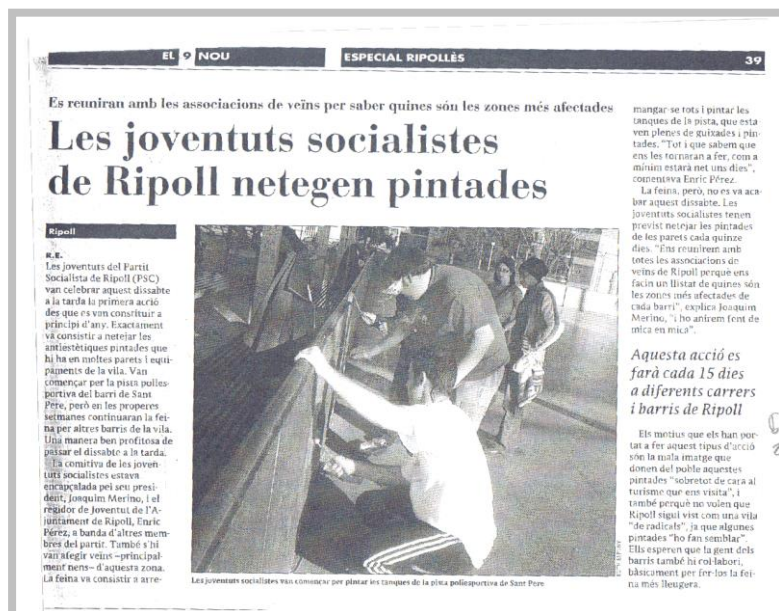 EL 9 NOU
ESPECIAL RIPOLLÈS
39
Es reuniran amb les associacions de veïns per saber quines són les zones més afectades
Les joventuts socialistes
de Ripoll netegen pintades
Ripoll
R.E.
Les joventuts del Partit
Socialista de Ripoll (PSC)
van celebrar aquest dissabte
a la tarda la primera acció
des que es van constituir a
principi d'any. Exactament
va consistir a netejar les
antiestètiques pintades que
hi ha en moltes parets i equi-
paments de la vila. Van
començar per la pista polies-
portiva del barri de Sant
Pere, però en les properes
setmanes continuaran la fei-
na per altres barris de la vila.
Una manera ben profitosa de
passar el dissabte a la tarda.
La comitiva de les joven-
tuts socialistes estava
encapçalada pel seu presi-
dent, Joaquim Merino, i el
regidor de Joventut de l'A-
juntament de Ripoll, Enric
Pérez, a banda d'altres mem-
bres del partit. També s'hi
van afegir veïns –principal-
ment nens– d'aquesta zona.
La feina va consistir a arre-
Les joventuts socialistes van començar per pintar les tanques de la pista poliesportiva de Sant Pere
mangar-se tots i pintar les
tanques de la pista, que esta-
ven plenes de guixades i pin-
tades. "Tot i que sabem que
ens les tornaran a fer, com a
mínim estarà net uns dies",
comentava Enric Pérez.
La feina, però, no es va aca-
bar aquest dissabte. Les
joventuts socialistes tenen
previst netejar les pintades
de les parets cada quinze
dies. "Ens reunirem amb
totes les associacions de
veïns de Ripoll perquè ens
facin un llistat de quines són
les zones més afectades de
cada barri", explica Joaquim
Merino, "i ho anirem fent de
mica en mica".
Aquesta acció es
farà cada 15 dies
a diferents carrers
i barris de Ripoll
Els motius que els han por-
tat a fer aquest tipus d'acció
són la mala imatge que
donen del poble aquestes
pintades "sobretot de cara al
turisme que ens visita", i
també perquè no volen que
Ripoll sigui vist com una vila
"de radicals", ja que algunes
pintades "ho fan semblar".
Ells esperen que la gent dels
barris també hi col·labori,
bàsicament per fer-los la fei-
na més lleugera.